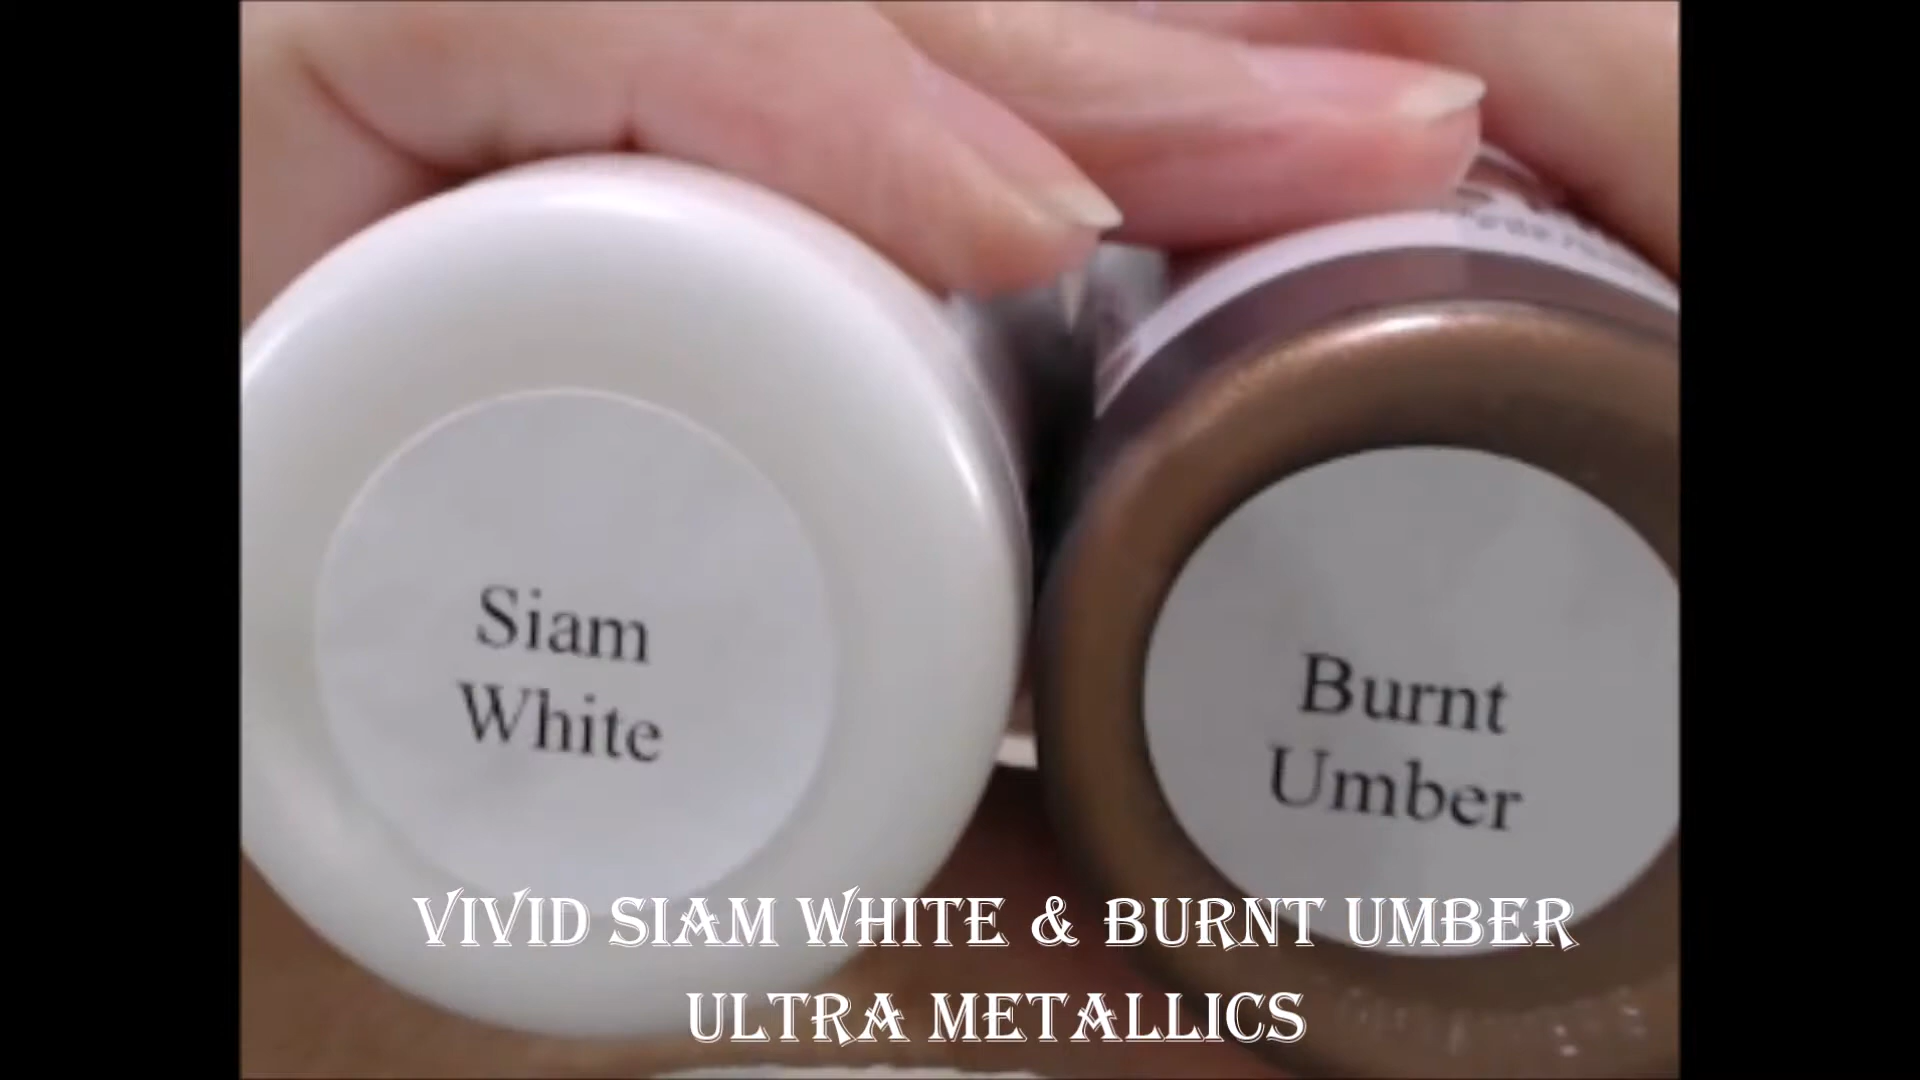 Siam
White
Burnt
Umber
VIVID SIAM WHITE & BURNT UMBER
ULTRA METALLICS